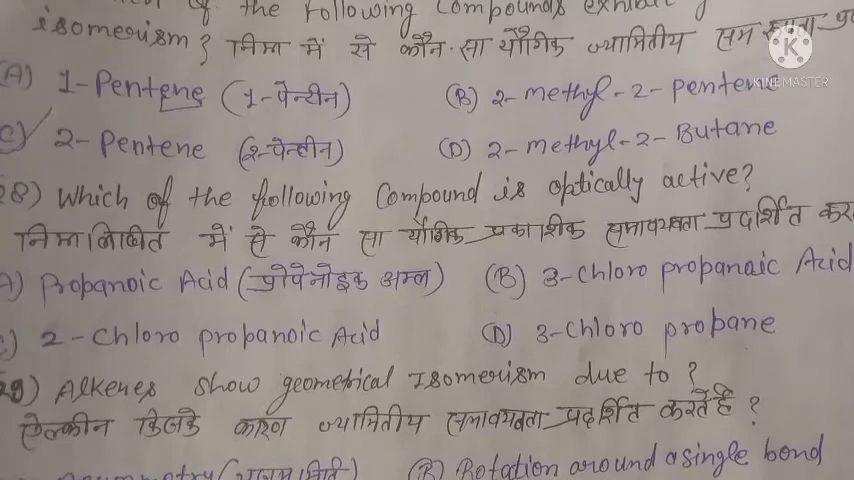 of the following Compounds exhibit
isomerism? निम्न में से कौन-सा यौगिक ज्यामितीय
(A) 1-Pentene (1-पेन्टीन) (B) 2-methyl-2-pentene
C) 2-Pentene (2-पेन्टीन) (D) 2-methyl-2-Butane
28) Which of the following Compound is optically active?
निम्नलिखित में से कौन सा यौगिक प्रकाशिक समावयवता प्रदर्शित कर
A) Propanoic Acid (प्रोपेनोइक अम्ल) (B) 3-Chloro propanoic Acid
C) 2-Chloro propanoic Acid (D) 3-Chloro propane
29) Alkenes show geometrical Isomerism due to?
ऐल्कीन किसके कारण ज्यामितीय समावयवता प्रदर्शित करते है?
(B) Rotation around a single bond
K
KINEMASTER